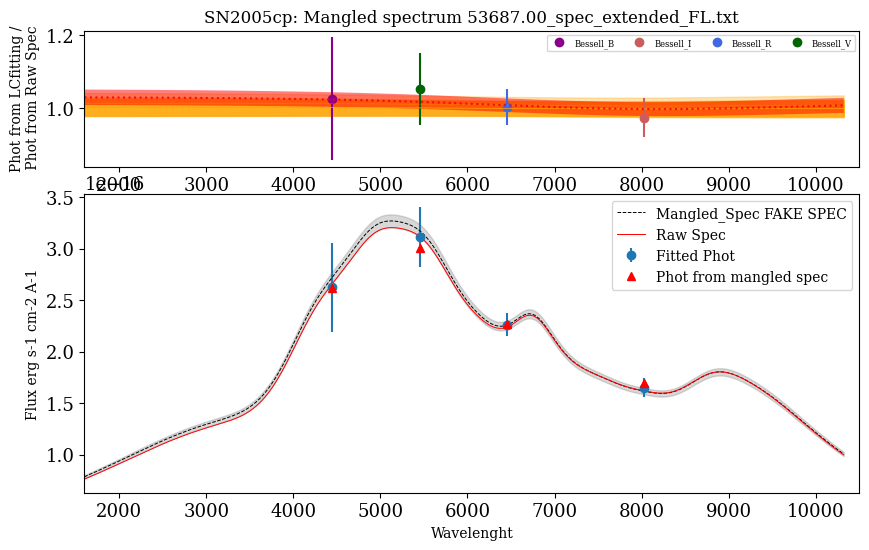 SN2005cp: Mangled spectrum 53687.00_spec_extended_FL.txt
Phot from LCfitting /
Phot from Raw Spec
1.2
1.0
Bessell_B
Bessell_I
Bessell_R
Bessell_V
2000 3000 4000 5000 6000 7000 8000 9000 10000
1e−16
Flux erg s-1 cm-2 A-1
3.5
3.0
2.5
2.0
1.5
1.0
Mangled_Spec FAKE SPEC
Raw Spec
Fitted Phot
Phot from mangled spec
2000 3000 4000 5000 6000 7000 8000 9000 10000
Wavelenght